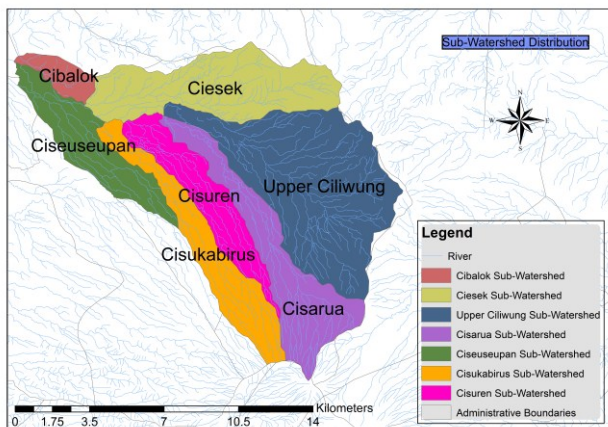 Sub-Watershed Distribution
Cibalok
Ciesek
N
W E
S
Ciseuseupan
Cisuren
Upper Ciliwung
Cisukabirus
Cisarua
Legend
River
Cibalok Sub-Watershed
Ciesek Sub-Watershed
Upper Ciliwung Sub-Watershed
Cisarua Sub-Watershed
Ciseuseupan Sub-Watershed
Cisukabirus Sub-Watershed
Cisuren Sub-Watershed
Administrative Boundaries
Kilometers
0 1.75 3.5 7 10.5 14